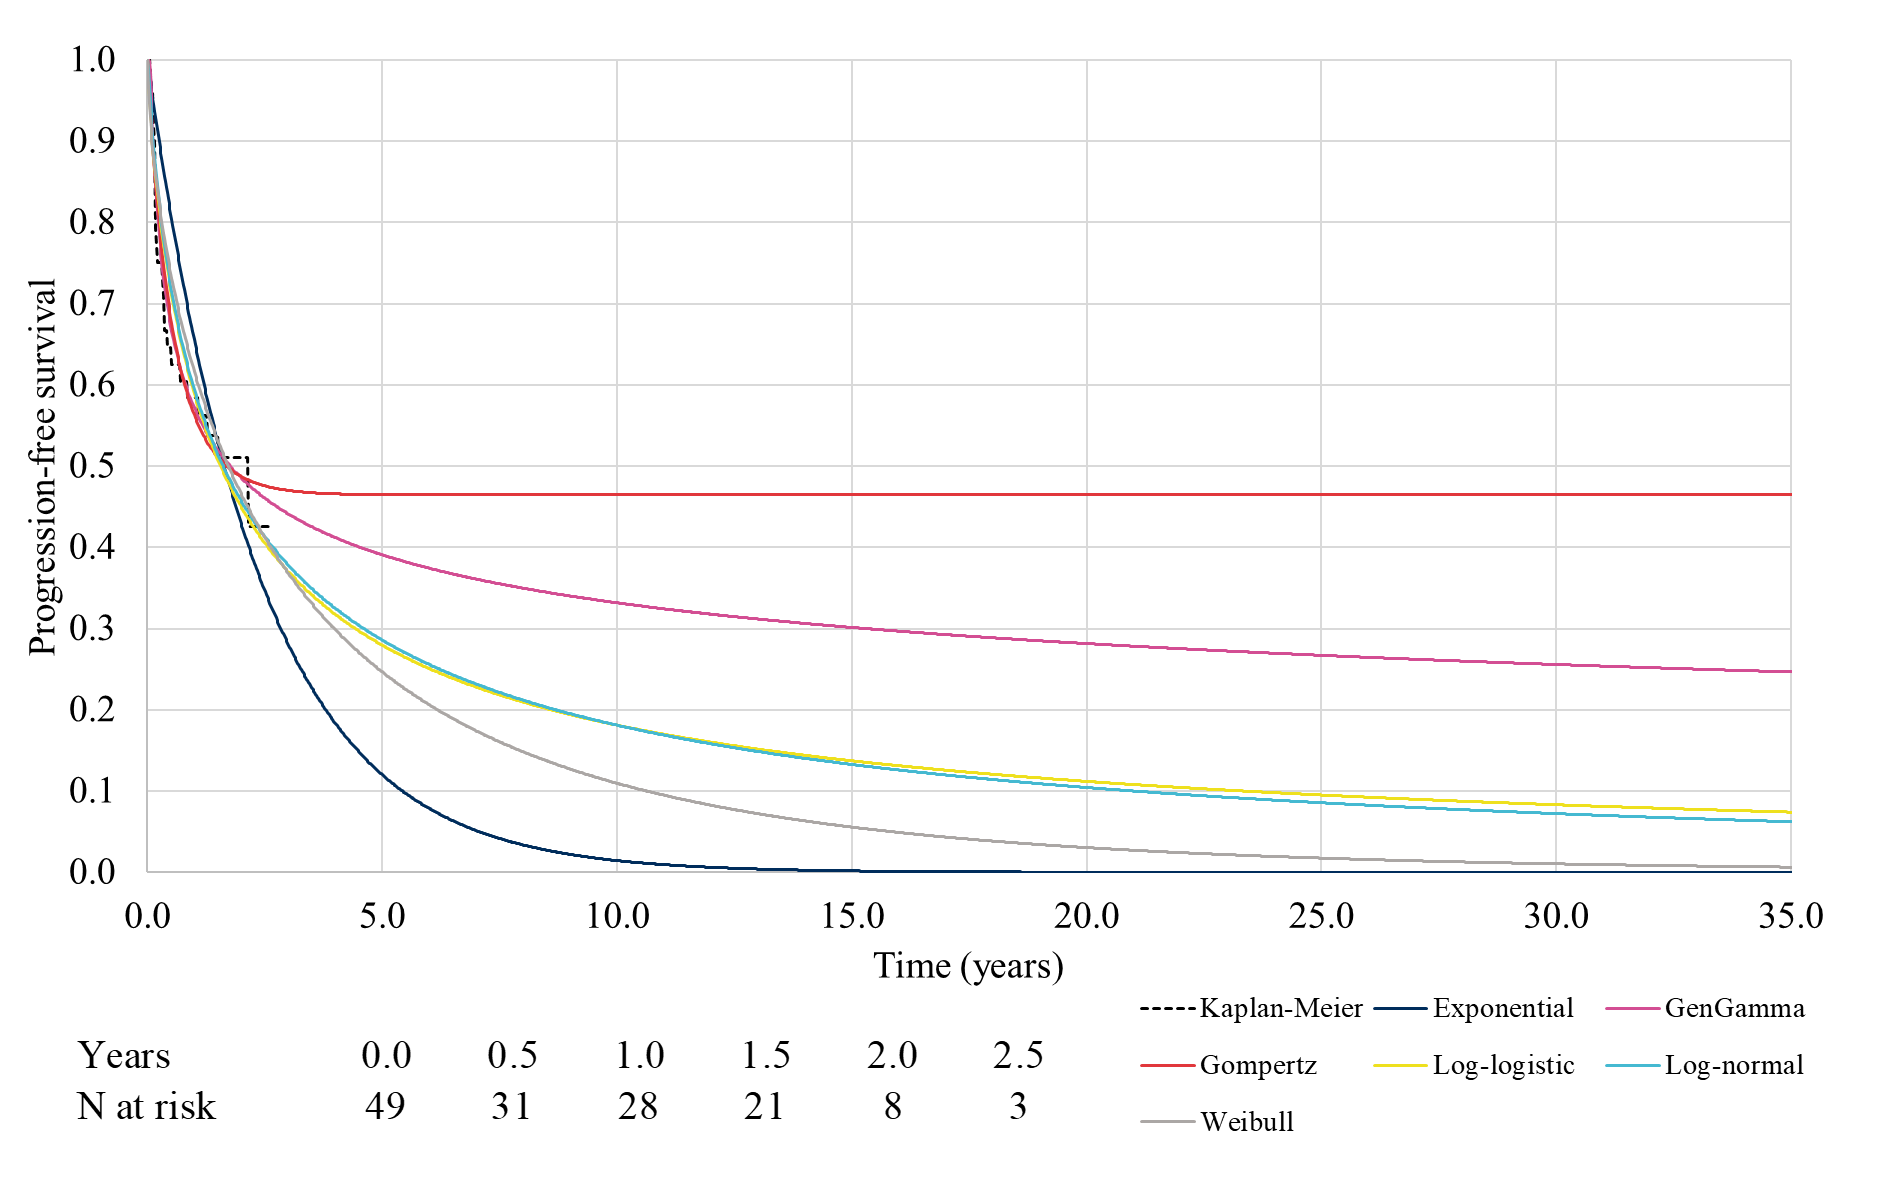 1.0
0.9
0.8
0.7
0.6
0.5
0.4
0.3
0.2
0.1
0.0
Progression-free survival
0.0 5.0 10.0 15.0 20.0 25.0 30.0 35.0
Time (years)
Kaplan-Meier Exponential GenGamma
Gompertz Log-logistic Log-normal
Weibull
Years 0.0 0.5 1.0 1.5 2.0 2.5
N at risk 49 31 28 21 8 3